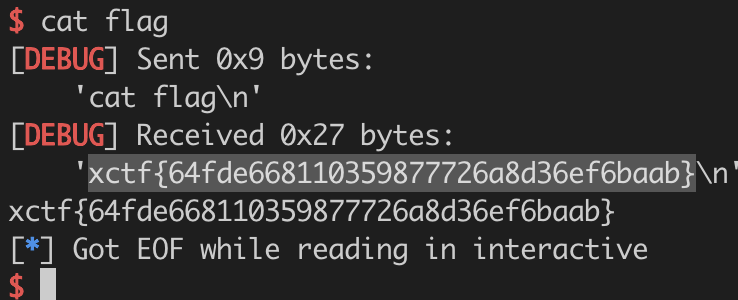 $ cat flag
[DEBUG] Sent 0x9 bytes:
    'cat flag\n'
[DEBUG] Received 0x27 bytes:
    'xctf{64fde668110359877726a8d36ef6baab}\n'
xctf{64fde668110359877726a8d36ef6baab}
[*] Got EOF while reading in interactive
$